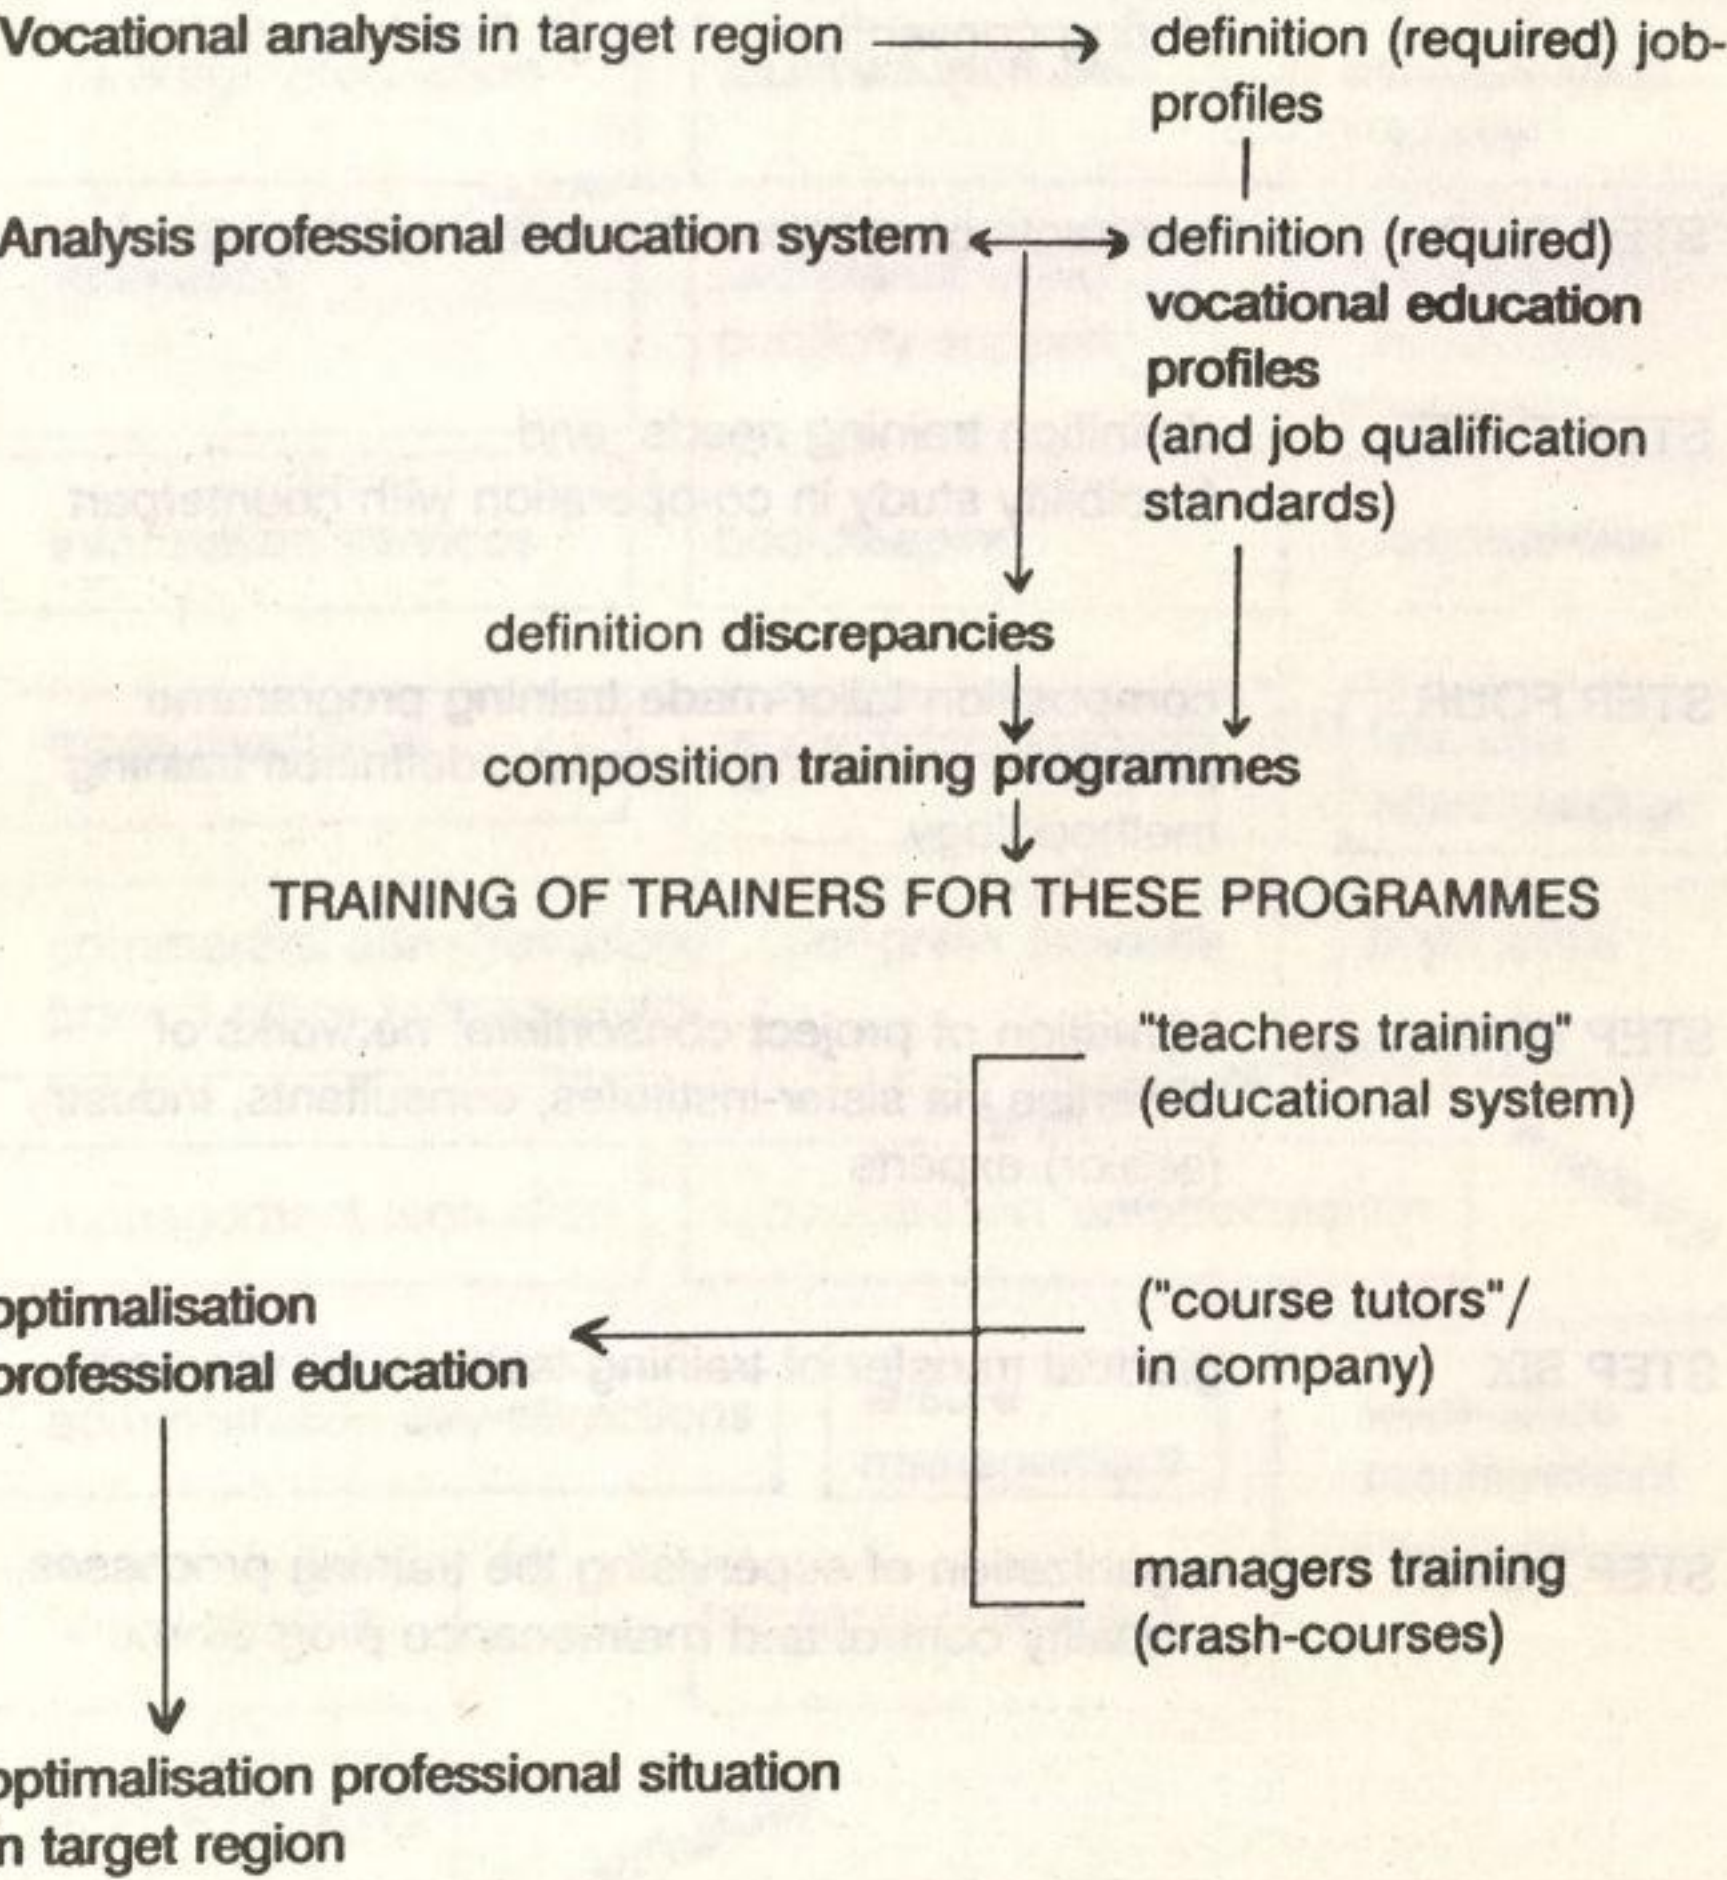 Vocational analysis in target region
definition (required) job-
profiles
Analysis professional education system
definition (required)
vocational education
profiles
(and job qualification
standards)
definition discrepancies
composition training programmes
TRAINING OF TRAINERS FOR THESE PROGRAMMES
"teachers training"
(educational system)
("course tutors"/
in company)
optimalisation
professional education
managers training
(crash-courses)
optimalisation professional situation
in target region